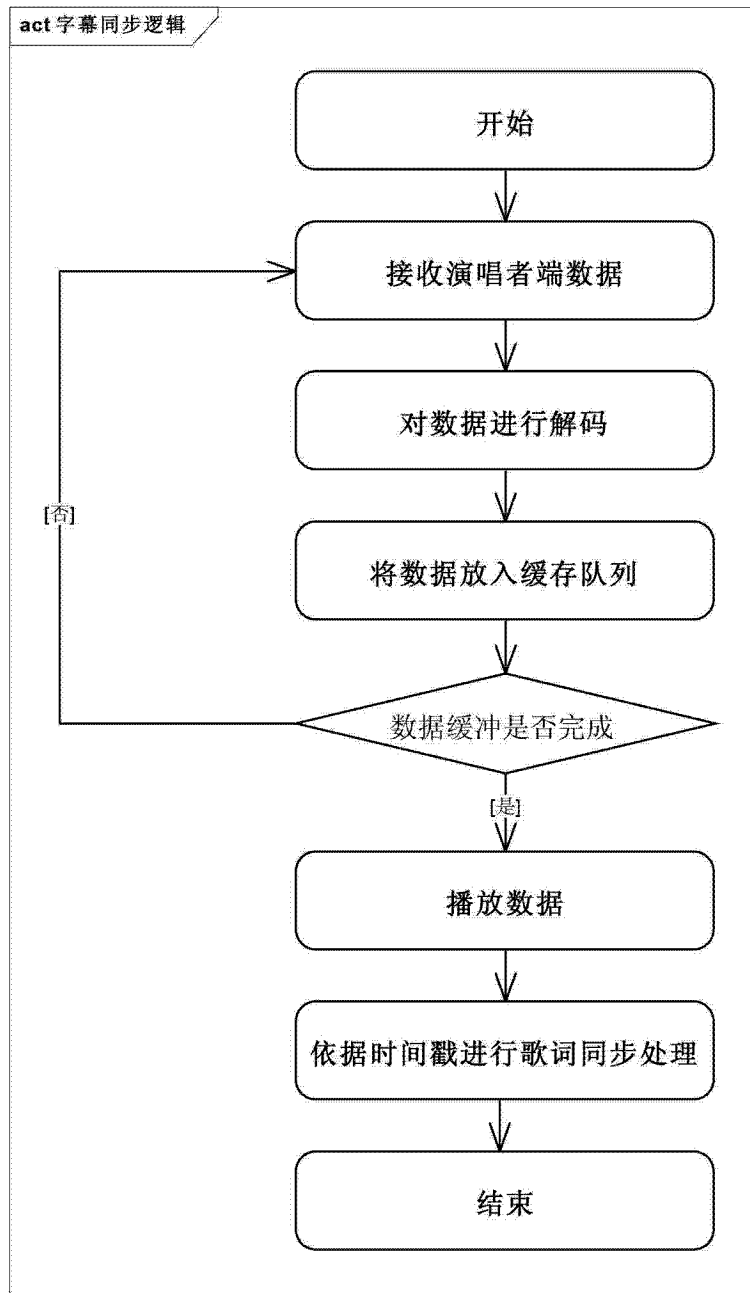 act 字幕同步逻辑
开始
接收演唱者端数据
对数据进行解码
[否]
将数据放入缓存队列
数据缓冲是否完成
[是]
播放数据
依据时间戳进行歌词同步处理
结束